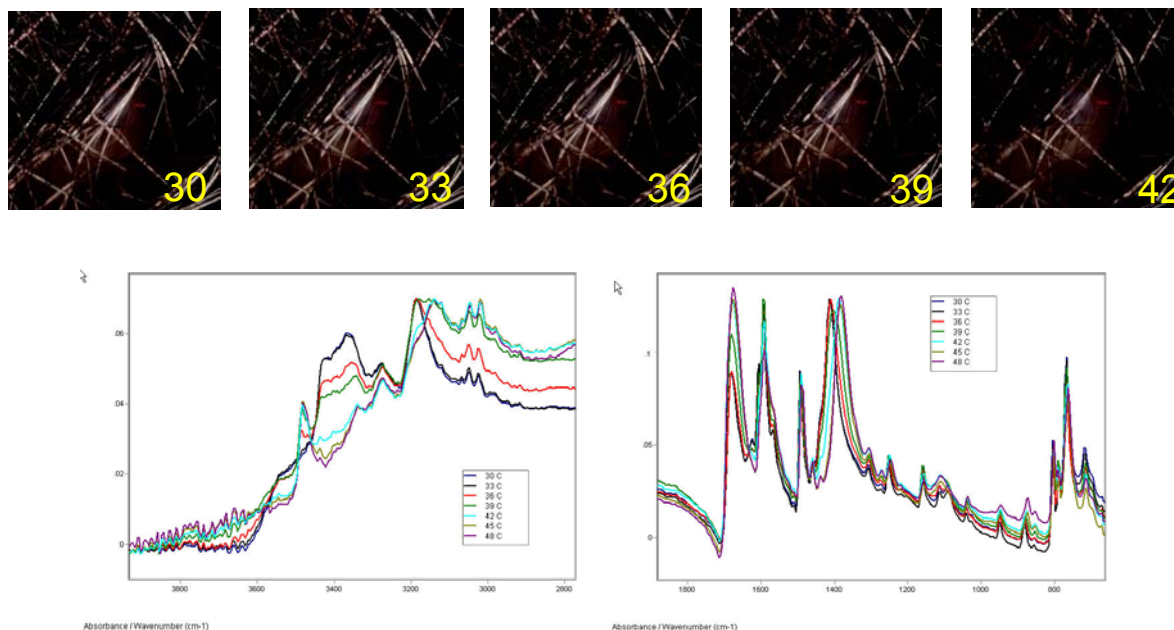 30
33
36
39
42
.06
.04
.02
0
3800
3600
3400
3200
3000
2800
30 C
33 C
36 C
39 C
42 C
45 C
48 C
Absorbance / Wavenumber (cm-1)
.1
.05
0
1800
1600
1400
1200
1000
800
30 C
33 C
36 C
39 C
42 C
45 C
48 C
Absorbance / Wavenumber (cm-1)